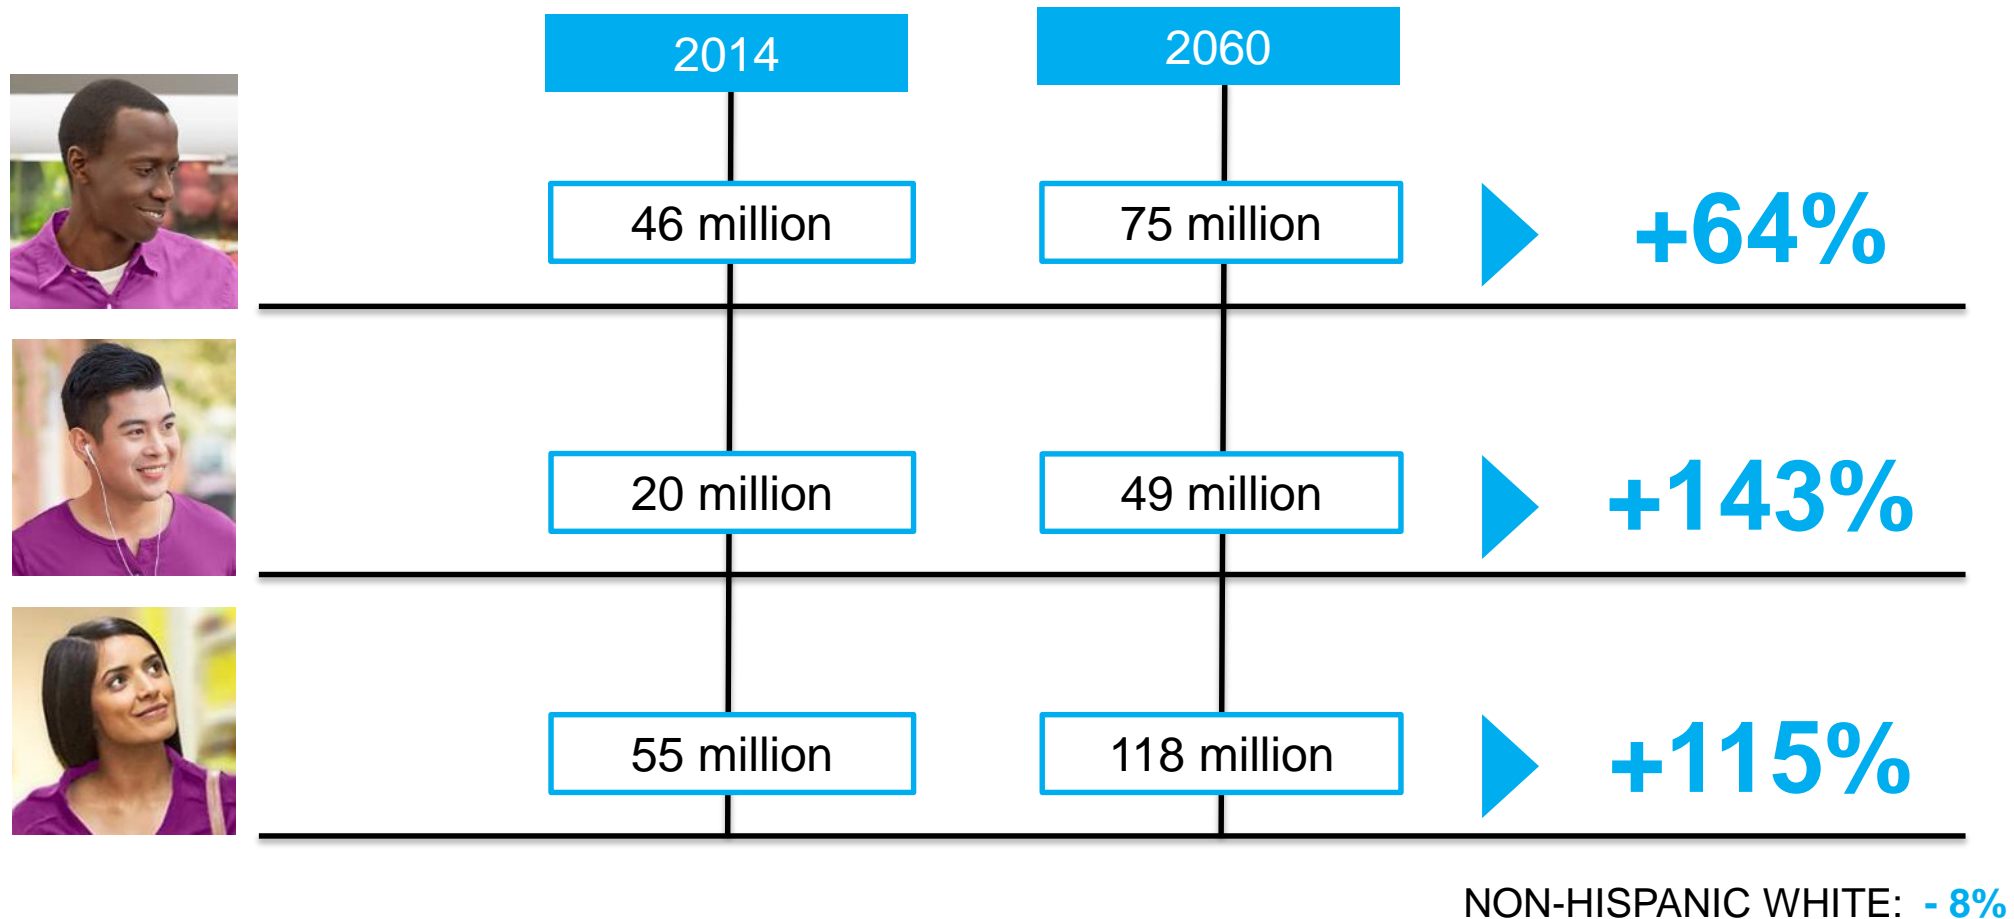 2014 2060
46 million 75 million +64%
20 million 49 million +143%
55 million 118 million +115%
NON-HISPANIC WHITE: - 8%